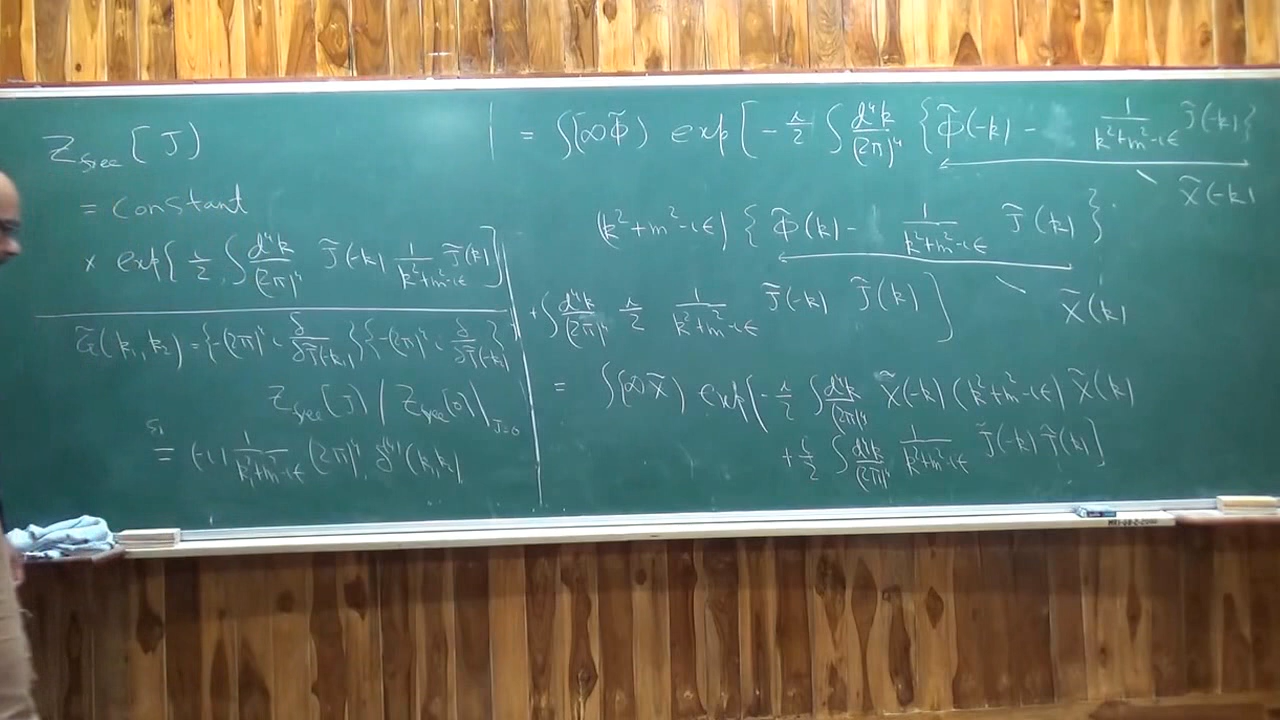 Z_free [J]
= constant
× exp{ i/2 ∫ d⁴k/(2π)⁴ J̃(-k) 1/(k²+m²-iϵ) J̃(k) ]
G̃(k₁,k₂) = {-(2π)⁴ i δ/δJ̃(-k₁)} {-(2π)⁴ i δ/δJ̃(-k₂)}
Z_free[J] / Z_free[0] |_{J=0}
= (-i) 1/(k₁²+m²-iϵ) (2π)⁴ δ⁽⁴⁾(k₁+k₂)
= ∫[𝒟Φ̃] exp[ -i/2 ∫ d⁴k/(2π)⁴ {Φ̃(-k) - 1/(k²+m²-iϵ) J̃(-k)}
χ̃(-k)
(k²+m²-iϵ) {Φ̃(k) - 1/(k²+m²-iϵ) J̃(k)}
+ ∫ d⁴k/(2π)⁴ i/2 1/(k²+m²-iϵ) J̃(-k) J̃(k) ]
χ̃(k)
= ∫[𝒟χ̃] exp[ -i/2 ∫ d⁴k/(2π)⁴ χ̃(-k) (k²+m²-iϵ) χ̃(k)
+ i/2 ∫ d⁴k/(2π)⁴ 1/(k²+m²-iϵ) J̃(-k) J̃(k) ]